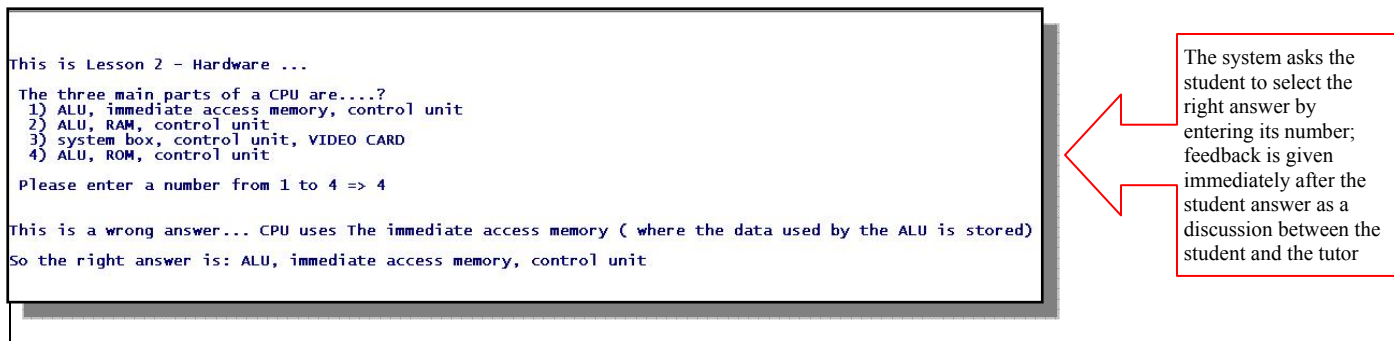 This is Lesson 2 - Hardware ...
The three main parts of a CPU are....?
1) ALU, immediate access memory, control unit
2) ALU, RAM, control unit
3) system box, control unit, VIDEO CARD
4) ALU, ROM, control unit
Please enter a number from 1 to 4 => 4
This is a wrong answer... CPU uses The immediate access memory ( where the data used by the ALU is stored)
So the right answer is: ALU, immediate access memory, control unit
The system asks the
student to select the
right answer by
entering its number;
feedback is given
immediately after the
student answer as a
discussion between the
student and the tutor